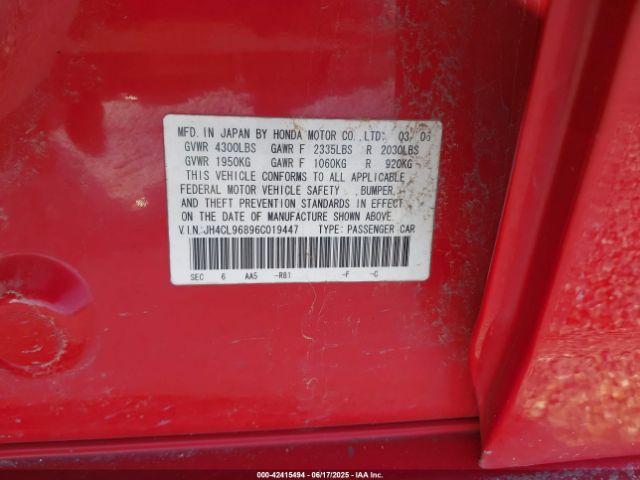 MFD. IN JAPAN BY HONDA MOTOR CO., LTD. 03/06
GVWR 4300LBS GAWR F 2335LBS R 2030LBS
GVWR 1950KG GAWR F 1060KG R 920KG
THIS VEHICLE CONFORMS TO ALL APPLICABLE
FEDERAL MOTOR VEHICLE SAFETY ,BUMPER,
AND THEFT PREVENTION STANDARDS IN EFFECT
ON THE DATE OF MANUFACTURE SHOWN ABOVE.
V.I.N.:JH4CL96896C019447 TYPE: PASSENGER CAR
SEC 6 AA5 -R81 -F -C
000-42415494 - 06/17/2025 - IAAI.COM